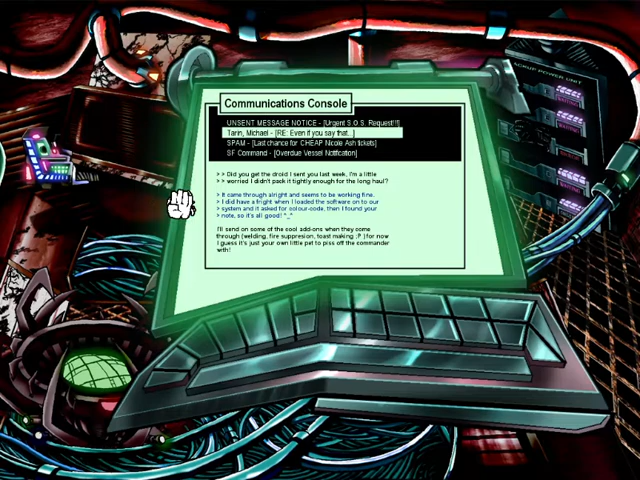 BACKUP POWER UNIT
Communications Console
UNSENT MESSAGE NOTICE - [Urgent S.O.S. Request!!!]
Tarin, Michael - [RE: Even if you say that...]
SPAM - [Last chance for CHEAP Nicole Ash tickets]
SF Command - [Overdue Vessel Notification]
> > Did you get the droid I sent you last week, I'm a little
> > worried I didn't pack it tightly enough for the long haul?
> It came through alright and seems to be working fine.
> I did have a fright when I loaded the software on to our
> system and it asked for colour-code, then I found your
> note, so it's all good! ^_^
I'll send on some of the cool add-ons when they come
through (welding, fire suppresion, toast making ;P ) for now
I guess it's just your own little pet to piss off the commander
with!